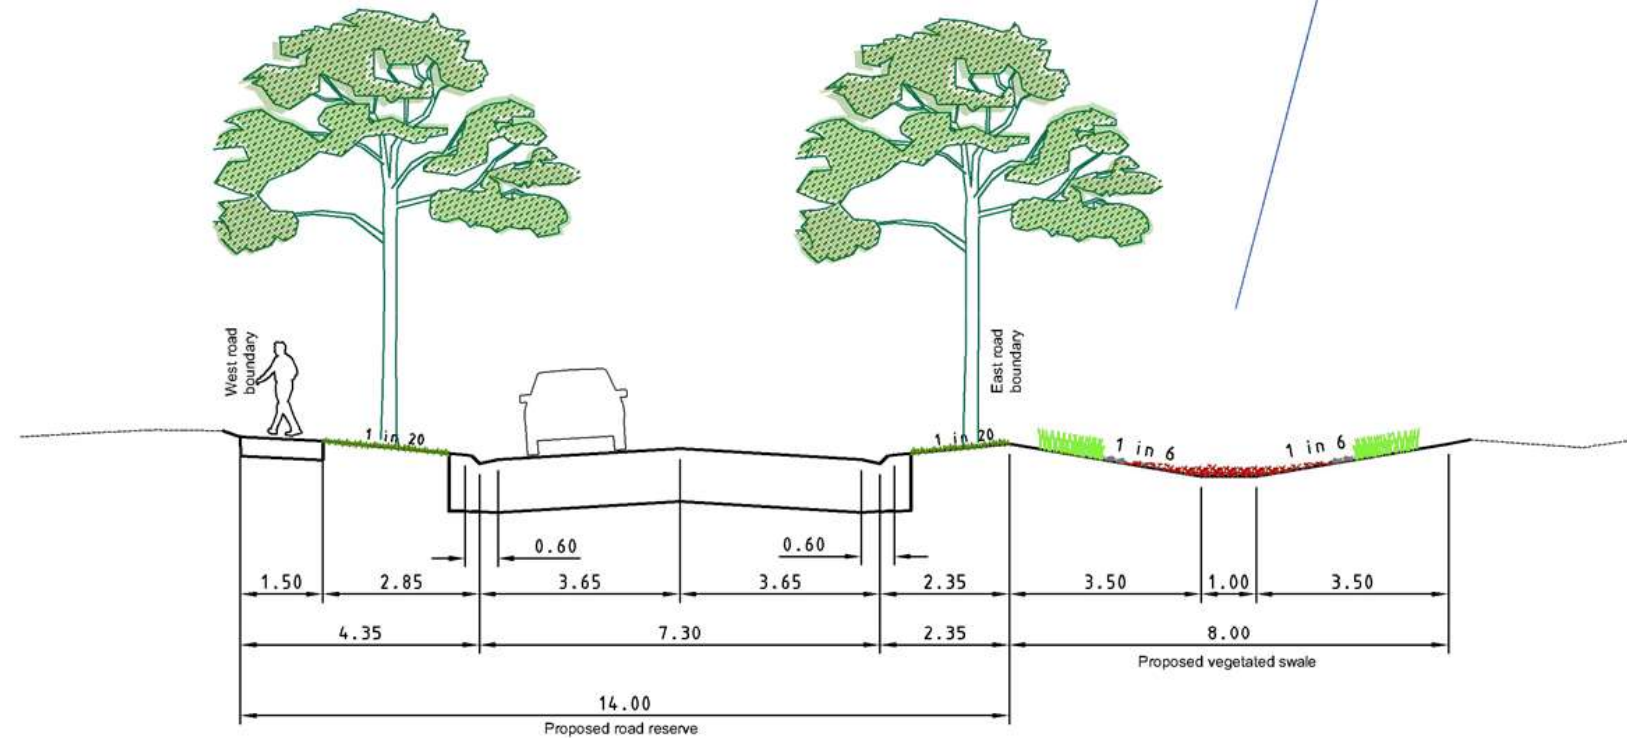 West road
boundary
East road
boundary
1 in 20
1 in 20
1 in 6
1 in 6
0.60
0.60
1.50
2.85
3.65
3.65
2.35
3.50
1.00
3.50
4.35
7.30
2.35
8.00
Proposed vegetated swale
14.00
Proposed road reserve